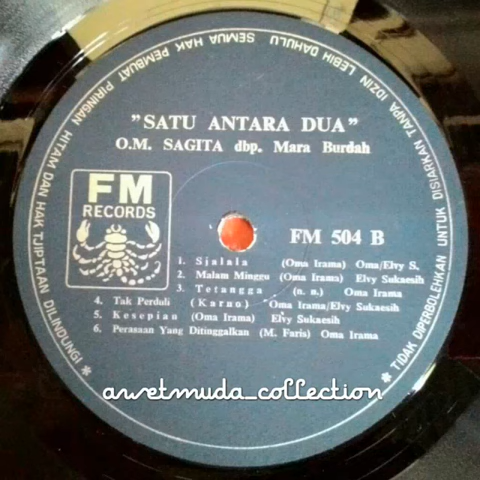 SEMUA HAK PEMBUAT PIRINGAN HITAM DAN HAK TJIPTAAN DILINDUNGI * TIDAK DIPERBOLEHKAN UNTUK DISIARKAN TANPA IDZIN LEBIH DAHULU
"SATU ANTARA DUA"
O.M. SAGITA dbp. Mara Burdah
FM
RECORDS
FM 504 B
1. Sjalala (Oma Irama) Oma/Elvy S.
2. Malam Minggu (Oma Irama) Elvy Sukaesih
3. Tetangga (n. n.) Oma Irama
4. Tak Perduli (Karno) Oma Irama/Elvy Sukaesih
5. Kesepian (Oma Irama) Elvy Sukaesih
6. Perasaan Yang Ditinggalkan (M. Faris) Oma Irama
awetmuda_collection